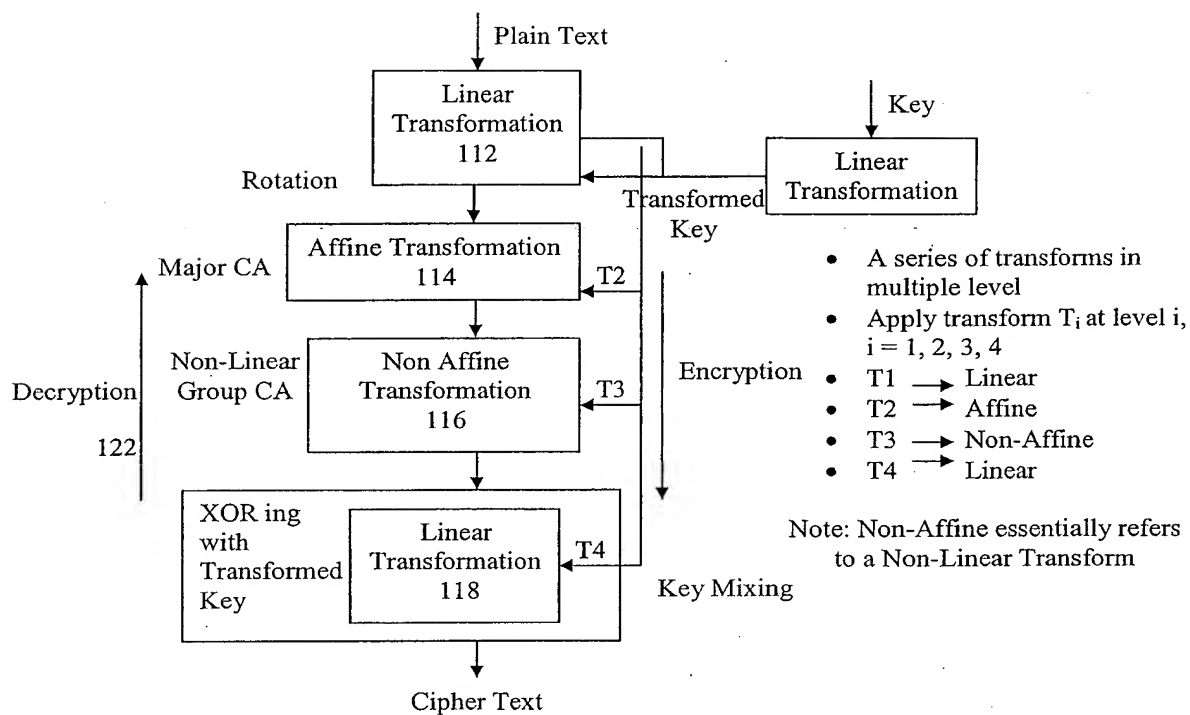 Plain Text
Linear
Transformation
112
Key
Linear
Transformation
Rotation
Transformed
Key
Affine Transformation
114
Major CA
T2
Non-Linear
Group CA
Non Affine
Transformation
116
T3
Decryption
122
Encryption
XOR ing
with
Transformed
Key
Linear
Transformation
118
T4
Key Mixing
Cipher Text
• A series of transforms in
multiple level
• Apply transform Ti at level i,
i = 1, 2, 3, 4
• T1 → Linear
• T2 → Affine
• T3 → Non-Affine
• T4 → Linear
Note: Non-Affine essentially refers
to a Non-Linear Transform